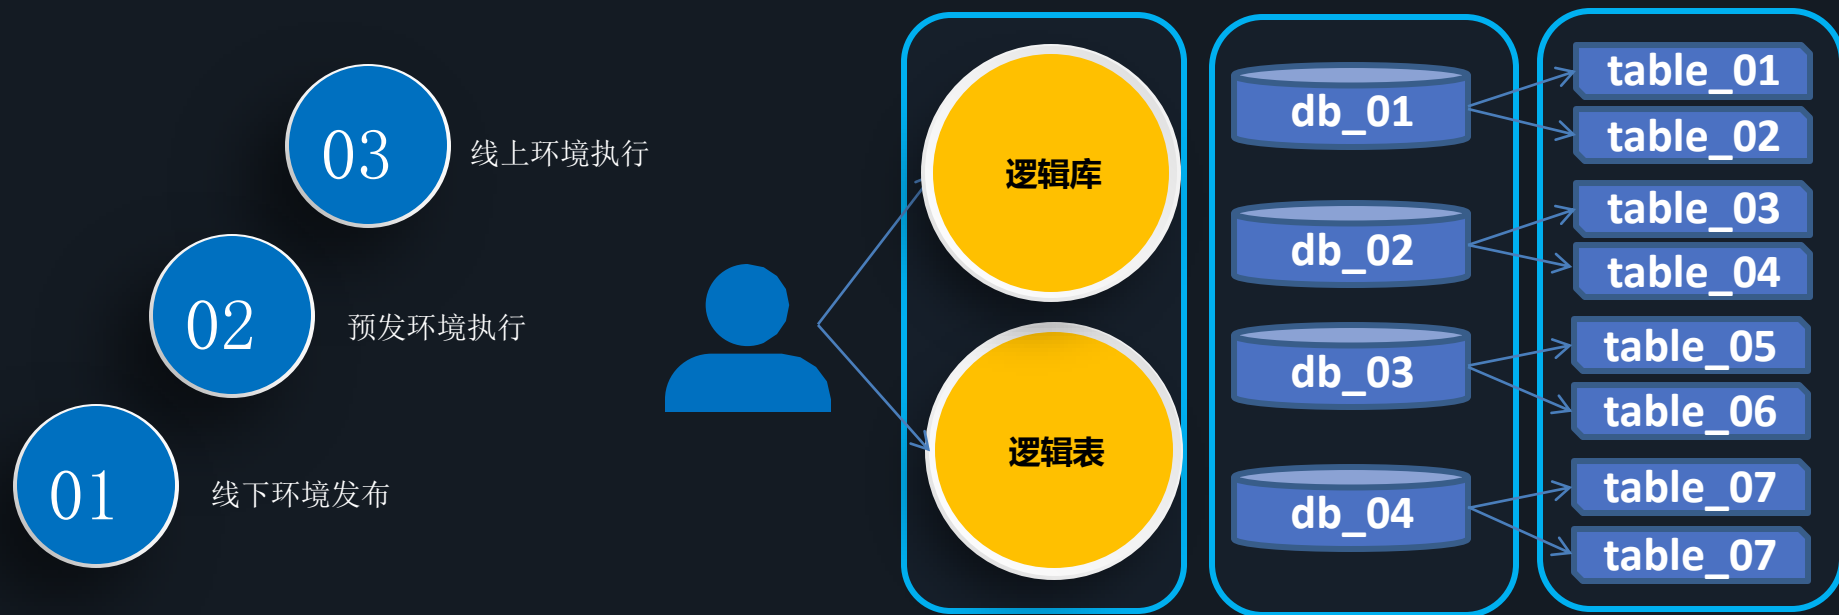 03
线上环境执行
02
预发环境执行
01
线下环境发布
逻辑库
逻辑表
db_01
db_02
db_03
db_04
table_01
table_02
table_03
table_04
table_05
table_06
table_07
table_07